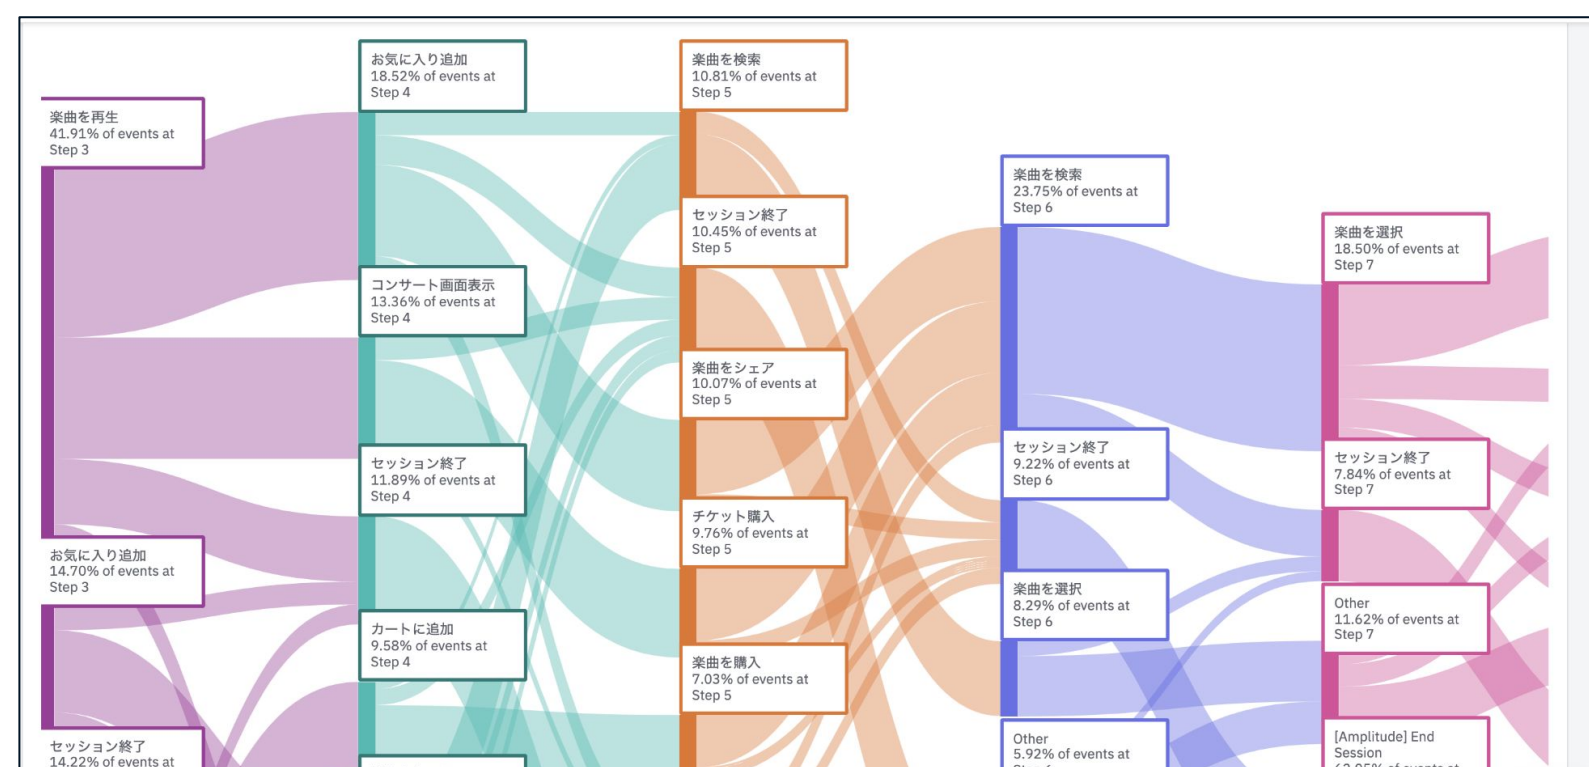 楽曲を再生
41.91% of events at
Step 3
お気に入り追加
14.70% of events at
Step 3
セッション終了
14.22% of events at
お気に入り追加
18.52% of events at
Step 4
コンサート画面表示
13.36% of events at
Step 4
セッション終了
11.89% of events at
Step 4
カートに追加
9.58% of events at
Step 4
楽曲を検索
10.81% of events at
Step 5
セッション終了
10.45% of events at
Step 5
楽曲をシェア
10.07% of events at
Step 5
チケット購入
9.76% of events at
Step 5
楽曲を購入
7.03% of events at
Step 5
楽曲を検索
23.75% of events at
Step 6
セッション終了
9.22% of events at
Step 6
楽曲を選択
8.29% of events at
Step 6
Other
5.92% of events at
楽曲を選択
18.50% of events at
Step 7
セッション終了
7.84% of events at
Step 7
Other
11.62% of events at
Step 7
[Amplitude] End
Session